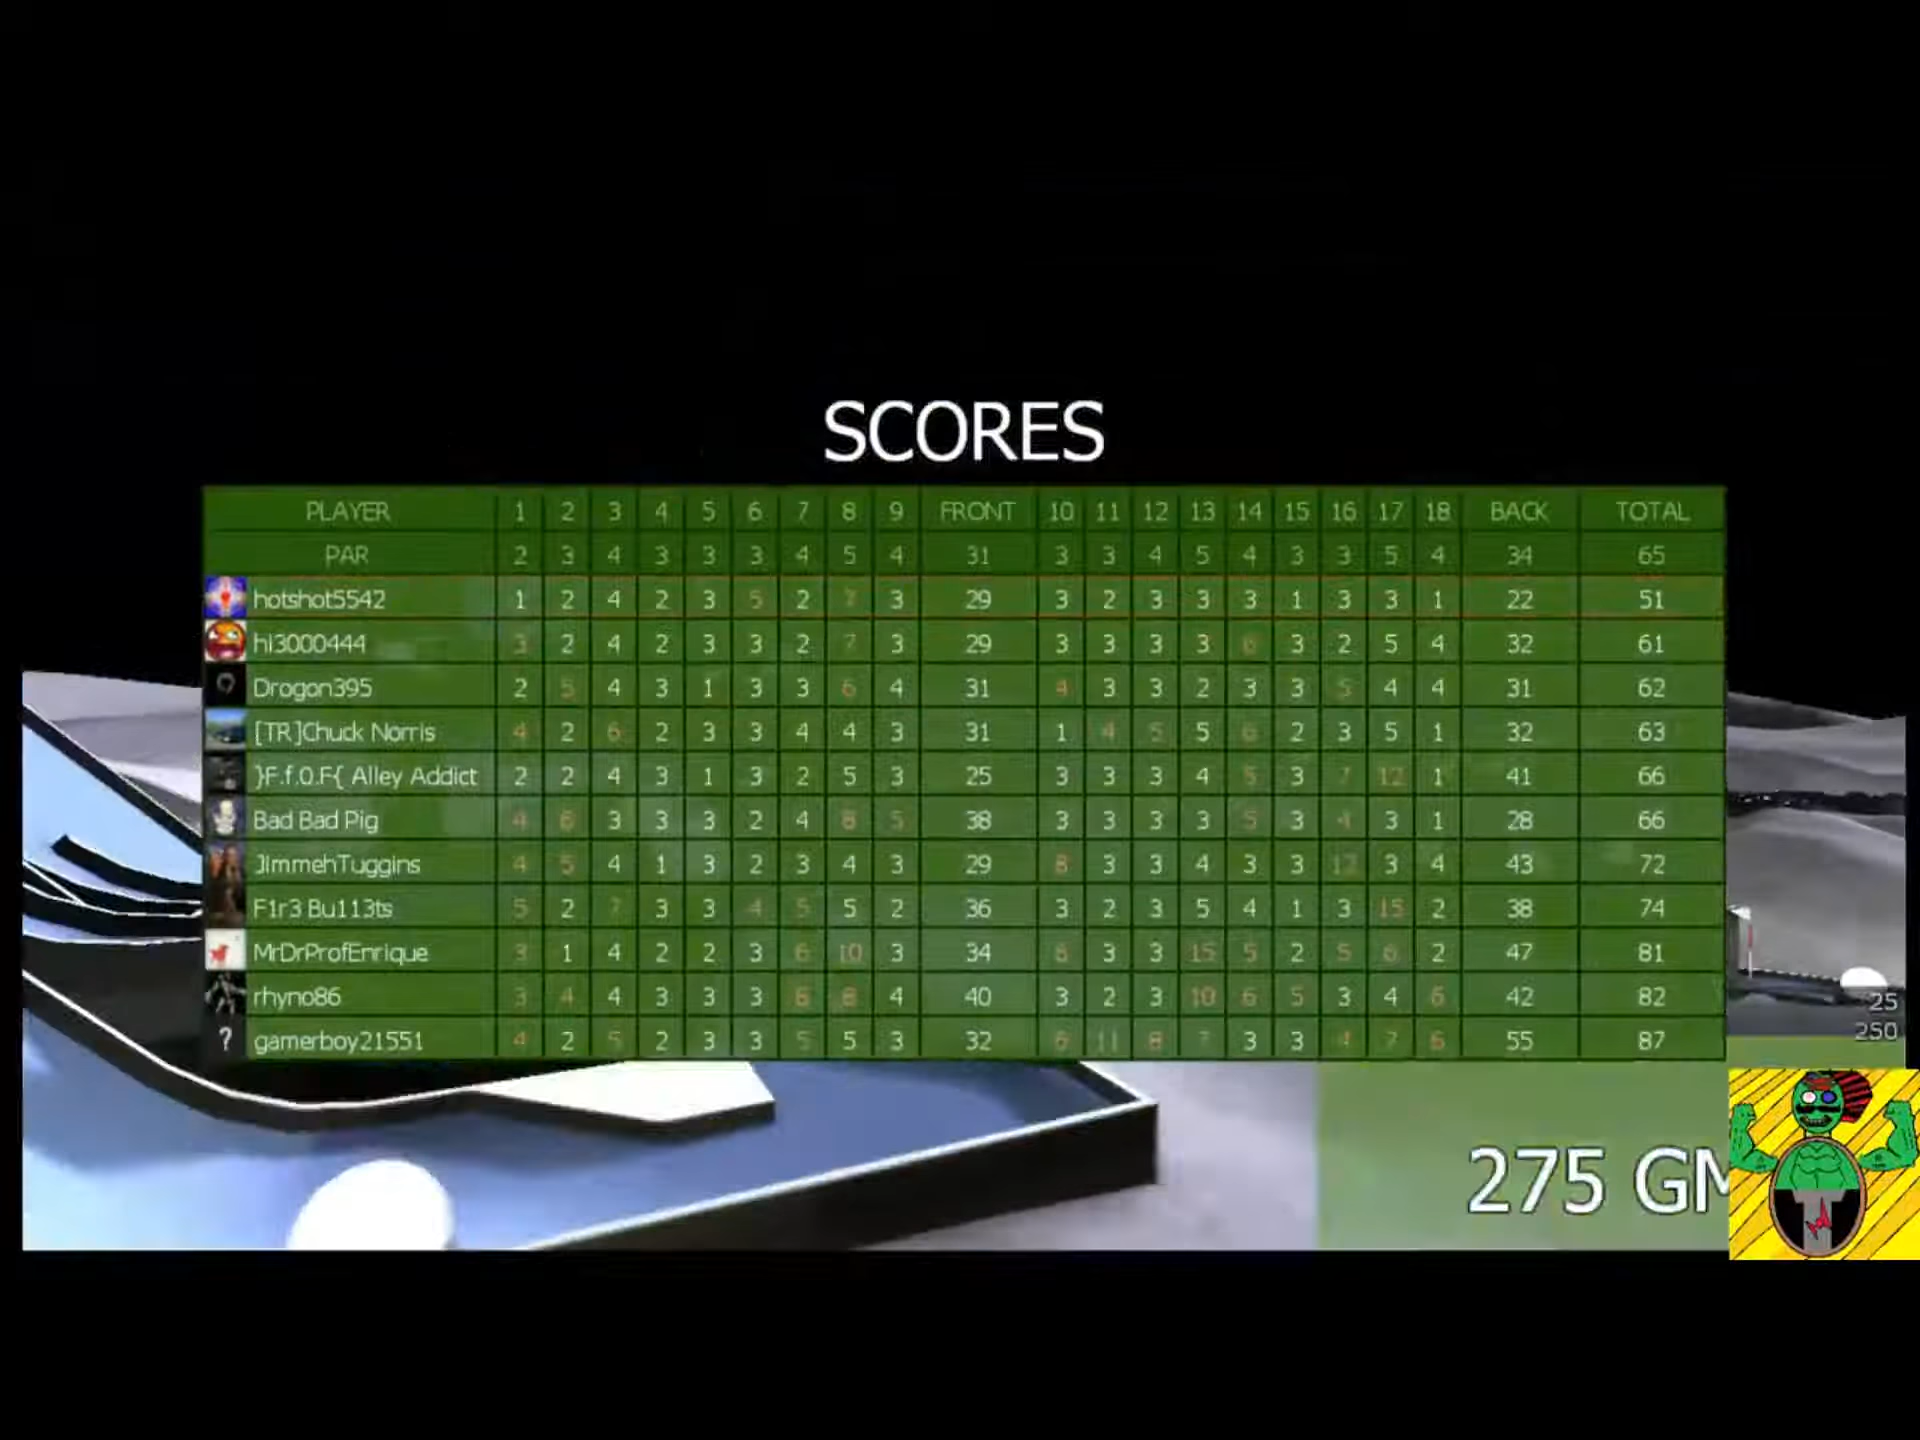 SCORES
PLAYER 1 2 3 4 5 6 7 8 9 FRONT 10 11 12 13 14 15 16 17 18 BACK TOTAL
PAR 2 3 4 3 3 3 4 5 4 31 3 3 4 5 4 3 3 5 4 34 65
hotshot5542 1 2 4 2 3 5 2 7 3 29 3 2 3 3 3 1 3 3 1 22 51
hi3000444 3 2 4 2 3 3 2 7 3 29 3 3 3 3 6 3 2 5 4 32 61
Drogon395 2 5 4 3 1 3 3 6 4 31 4 3 3 2 3 3 5 4 4 31 62
[TR]Chuck Norris 4 2 6 2 3 3 4 4 3 31 1 4 5 5 6 2 3 5 1 32 63
}F.f.0.F{ Alley Addict 2 2 4 3 1 3 2 5 3 25 3 3 3 4 5 3 7 12 1 41 66
Bad Bad Pig 4 6 3 3 3 2 4 8 5 38 3 3 3 3 5 3 4 3 1 28 66
JimmehTuggins 4 5 4 1 3 2 3 4 3 29 8 3 3 4 3 3 12 3 4 43 72
F1r3 Bu113ts 5 2 7 3 3 4 5 5 2 36 3 2 3 5 4 1 3 15 2 38 74
MrDrProfEnrique 3 1 4 2 2 3 6 10 3 34 6 3 3 15 5 2 5 6 2 47 81
rhyno86 3 4 4 3 3 3 8 8 4 40 3 2 3 10 6 5 3 4 6 42 82
? gamerboy21551 4 2 5 2 3 3 5 5 3 32 6 11 8 7 3 3 4 7 6 55 87
25
250
275 GM